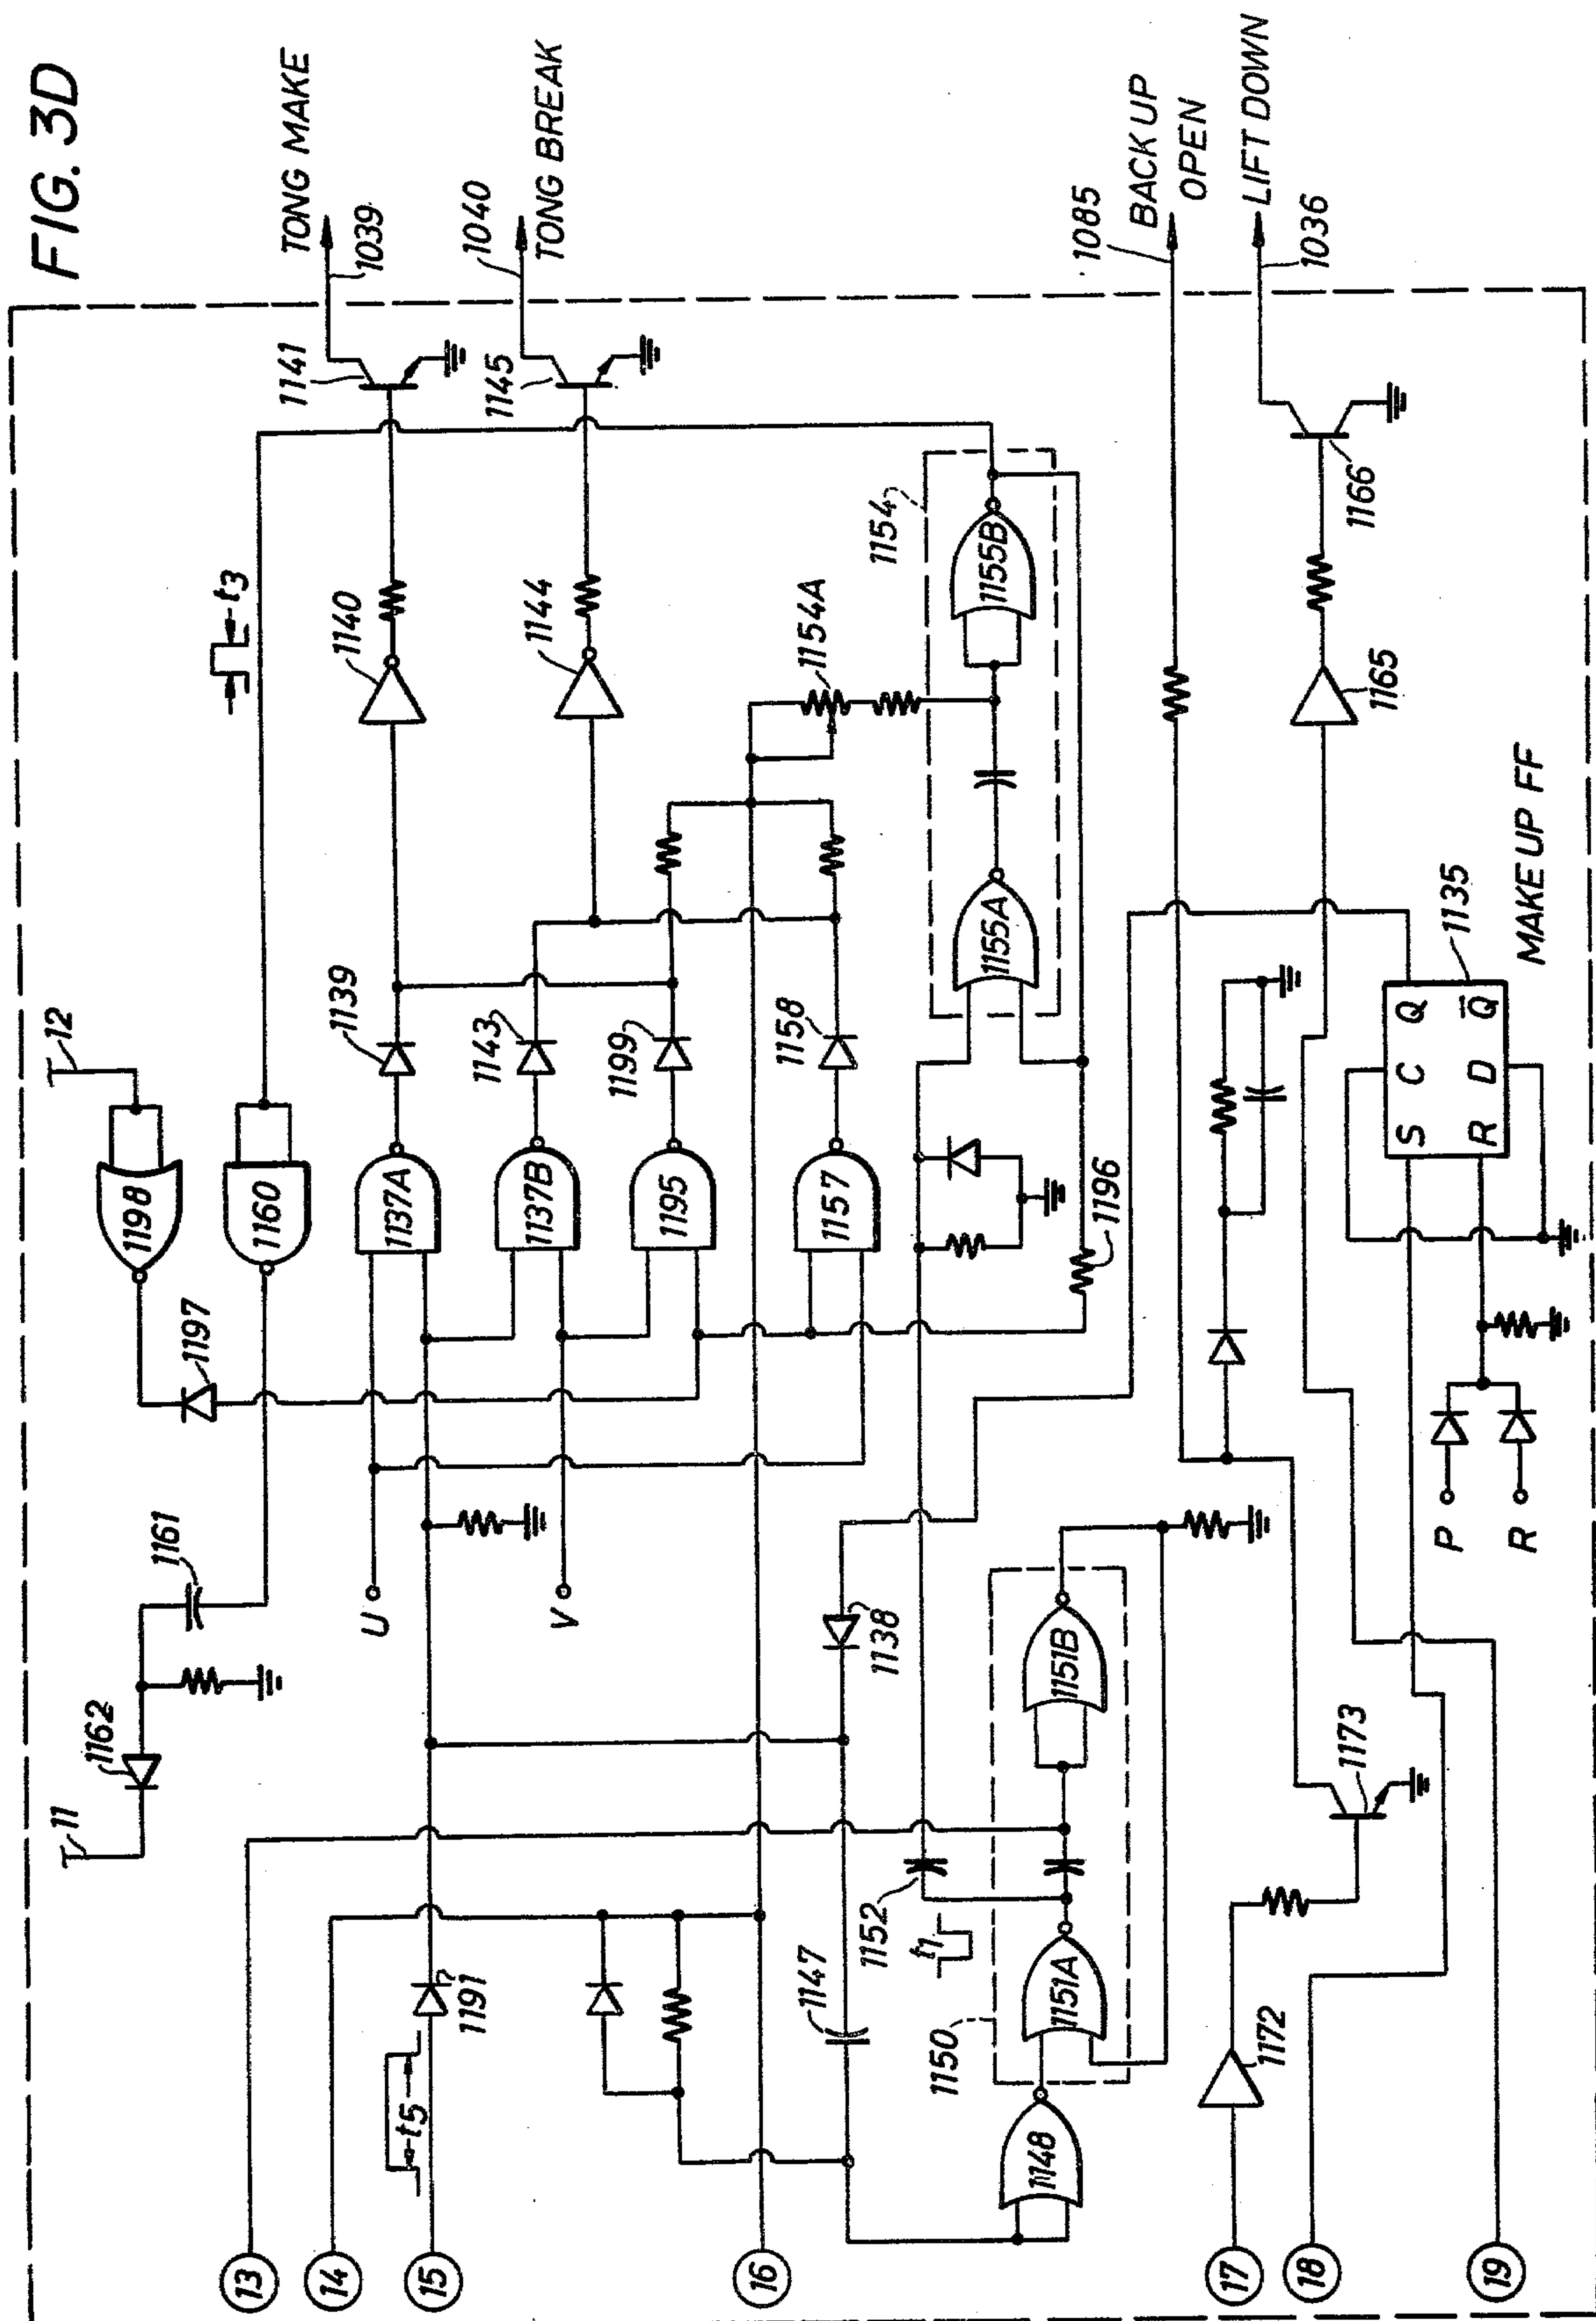 FIG. 3D
TONG MAKE
1039
1040
TONG BREAK
1085
BACK UP
OPEN
LIFT DOWN
1036
1141
1145
t3
1140
1144
1154A
1154
1155B
1155A
1166
1165
12
1198
1160
1197
1139
1143
1199
1158
1137A
1137B
1195
1157
1196
MAKE UP FF
1135
S C Q
R D Q̅
P
R
11
1162
1161
U
V
1138
1191
t5
1147
1152
t1
1150
1151B
1151A
1148
1173
1172
13
14
15
16
17
18
19